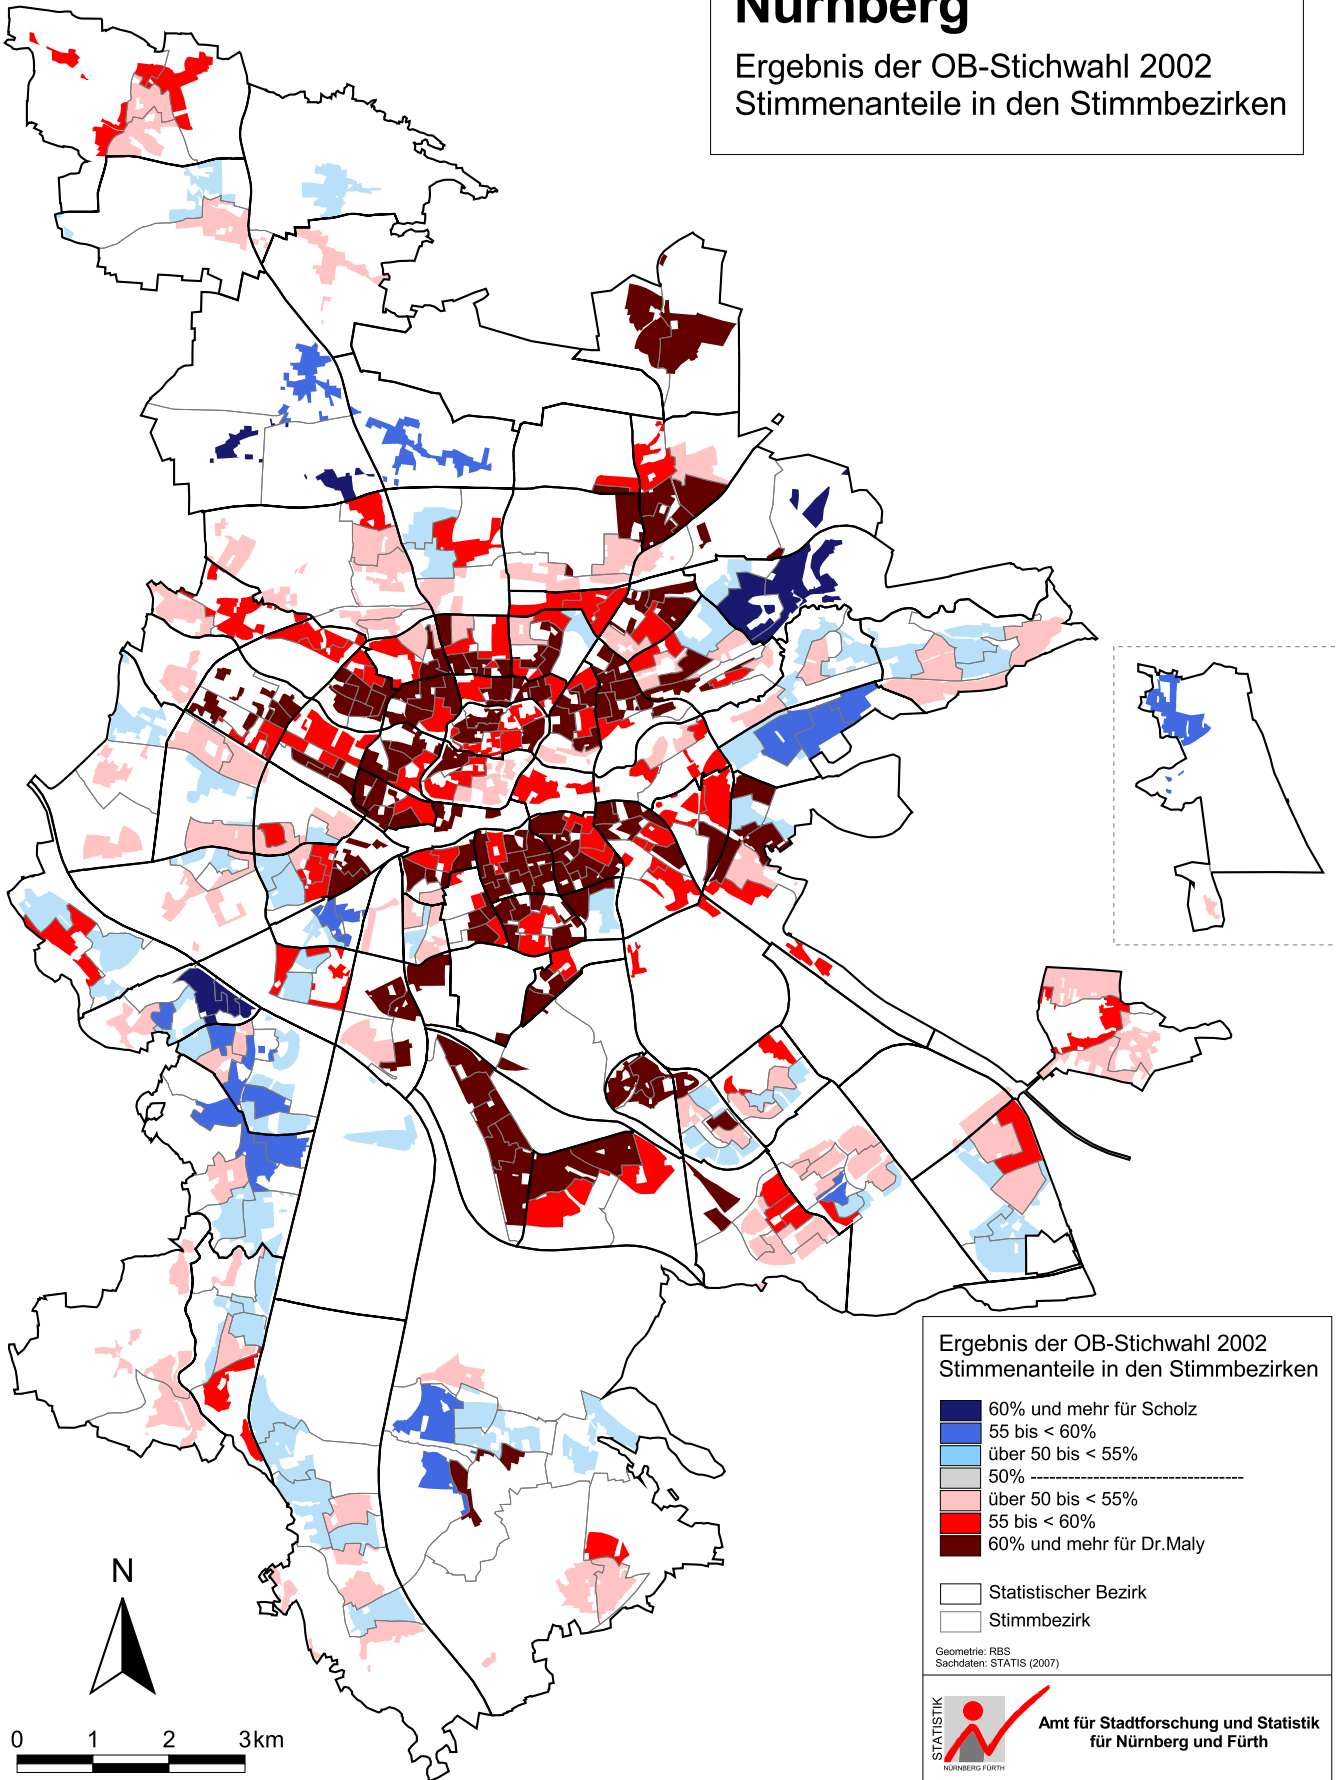 Nürnberg
Ergebnis der OB-Stichwahl 2002
Stimmenanteile in den Stimmbezirken
Ergebnis der OB-Stichwahl 2002
Stimmenanteile in den Stimmbezirken
60% und mehr für Scholz
55 bis < 60%
über 50 bis < 55%
50% ----------------------------------
über 50 bis < 55%
55 bis < 60%
60% und mehr für Dr.Maly
Statistischer Bezirk
Stimmbezirk
Geometrie: RBS
Sachdaten: STATIS (2007)
STATISTIK
NÜRNBERG FÜRTH
Amt für Stadtforschung und Statistik
für Nürnberg und Fürth
N
0 1 2 3km